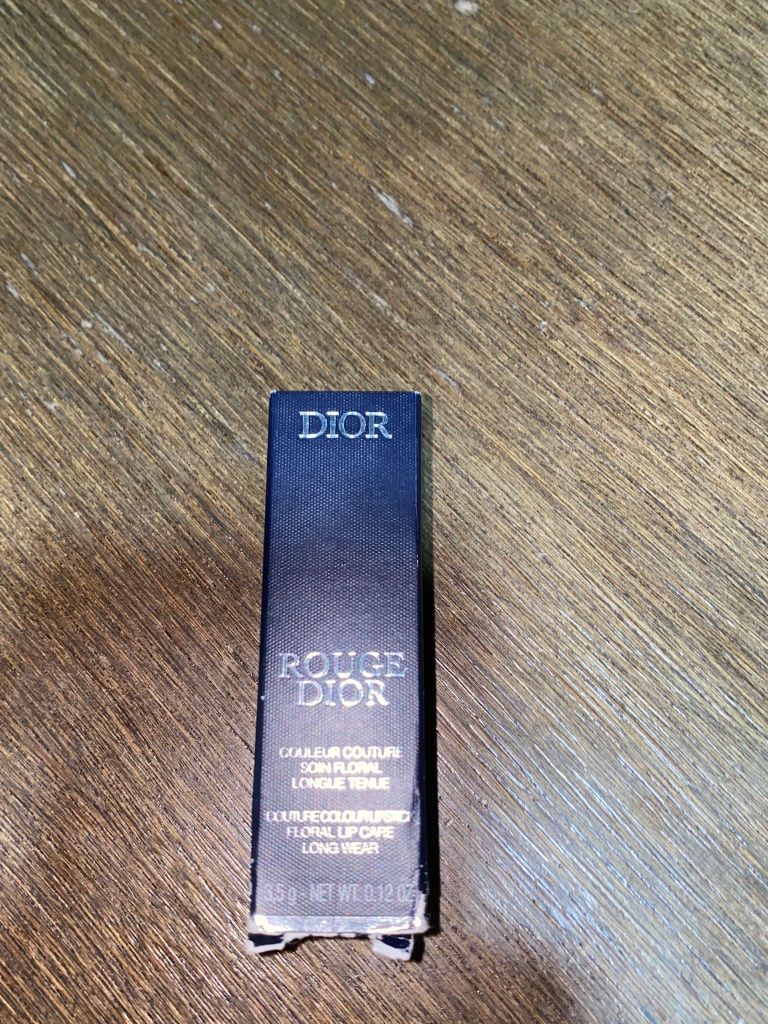 DIOR
ROUGE
DIOR
COULEUR COUTURE
SOIN FLORAL
LONGUE TENUE
COUTURE COLOUR LIPSTICK
FLORAL LIP CARE
LONG WEAR
3.5 g - NET WT. 0.12 OZ